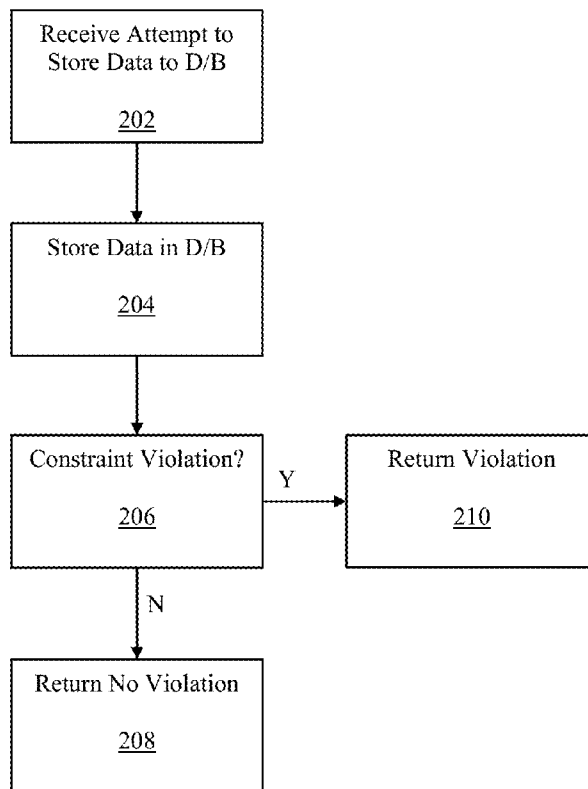 Receive Attempt to
Store Data to D/B
202
Store Data in D/B
204
Constraint Violation?
206
Y
Return Violation
210
N
Return No Violation
208